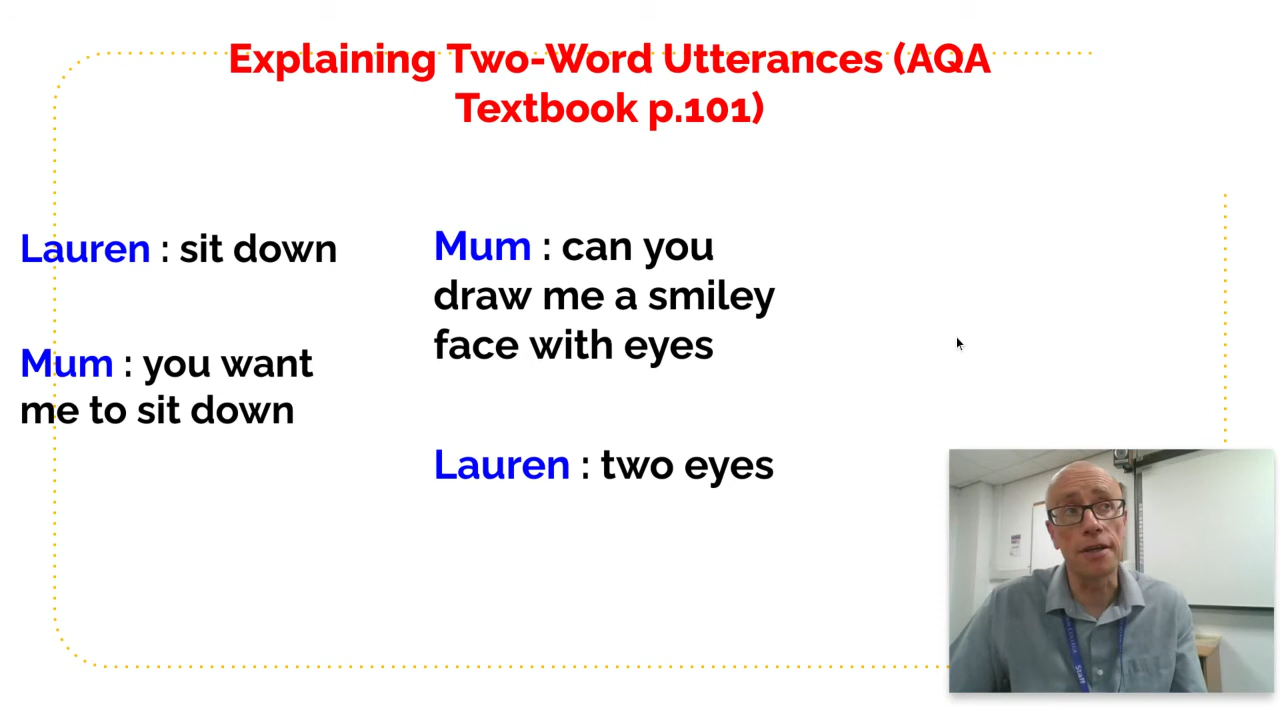 Explaining Two-Word Utterances (AQA
Textbook p.101)
Lauren : sit down
Mum : you want
me to sit down
Mum : can you
draw me a smiley
face with eyes
Lauren : two eyes
Staff